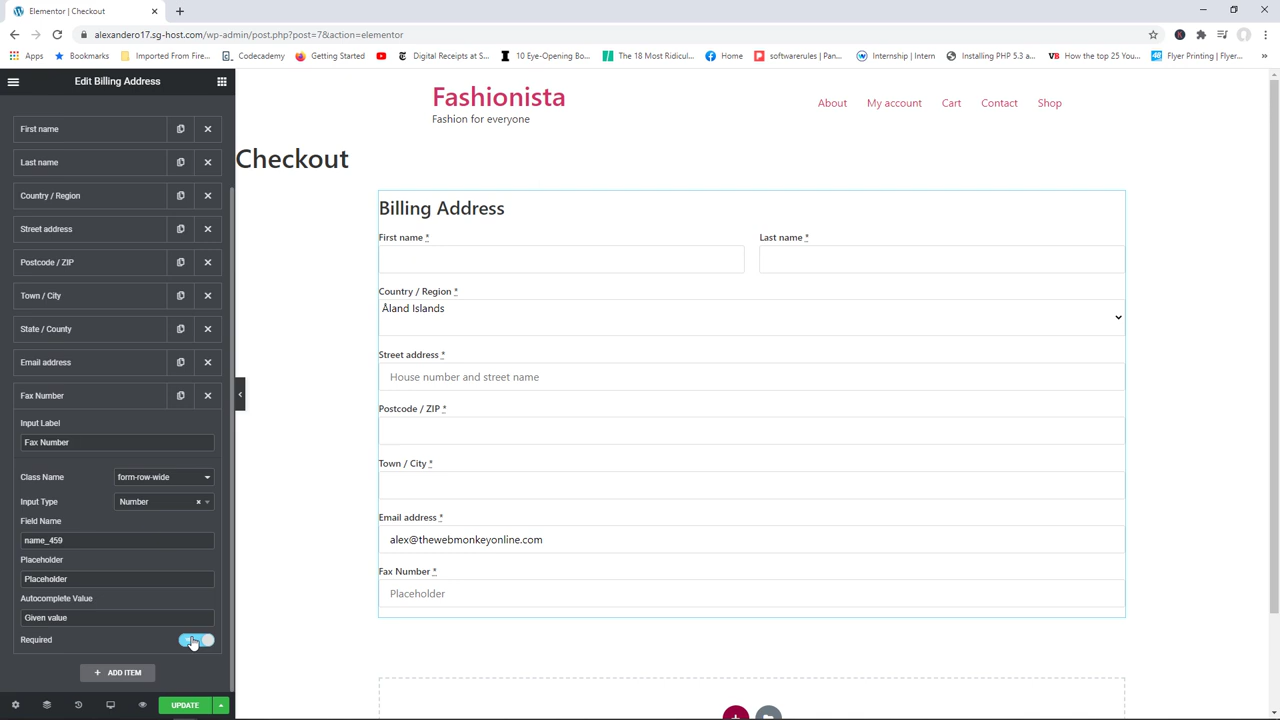 Elementor | Checkout
alexandero17.sg-host.com/wp-admin/post.php?post=7&action=elementor
Apps
Bookmarks
Imported From Fire...
Codecademy
Getting Started
Digital Receipts at S...
10 Eye-Opening Bo...
The 18 Most Ridicul...
Home
softwarerules | Pan...
Internship | Intern
Installing PHP 5.3 a...
How the top 25 You...
Flyer Printing | Flyer...
»
Edit Billing Address
First name
Last name
Country / Region
Street address
Postcode / ZIP
Town / City
State / County
Email address
Fax Number
Input Label
Fax Number
Class Name
form-row-wide
Input Type
Number
Field Name
name_459
Placeholder
Placeholder
Autocomplete Value
Given value
Required
+ ADD ITEM
UPDATE
Fashionista
Fashion for everyone
About
My account
Cart
Contact
Shop
Checkout
Billing Address
First name *
Last name *
Country / Region *
Åland Islands
Street address *
House number and street name
Postcode / ZIP *
Town / City *
Email address *
alex@thewebmonkeyonline.com
Fax Number *
Placeholder